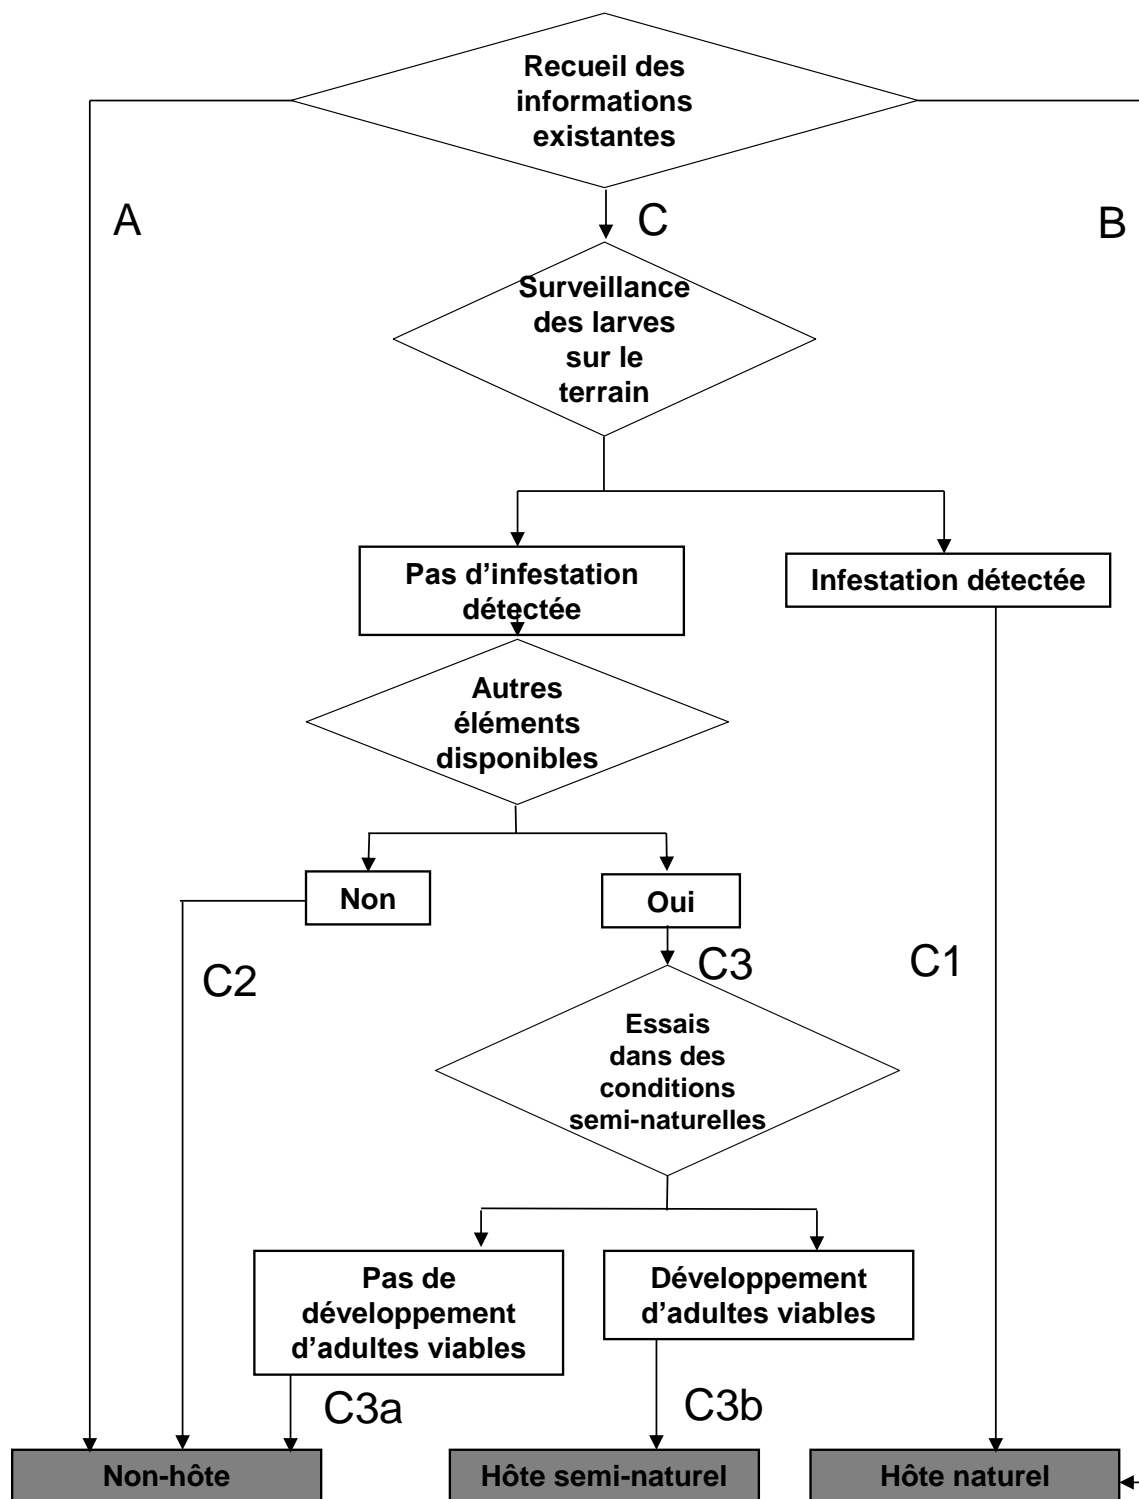 Recueil des
informations
existantes
A
C
B
Surveillance
des larves
sur le
terrain
Pas d’infestation
détectée
Infestation détectée
Autres
éléments
disponibles
Non
Oui
C2
C3
C1
Essais
dans des
conditions
semi-naturelles
Pas de
développement
d’adultes viables
Développement
d’adultes viables
C3a
C3b
Non-hôte
Hôte semi-naturel
Hôte naturel